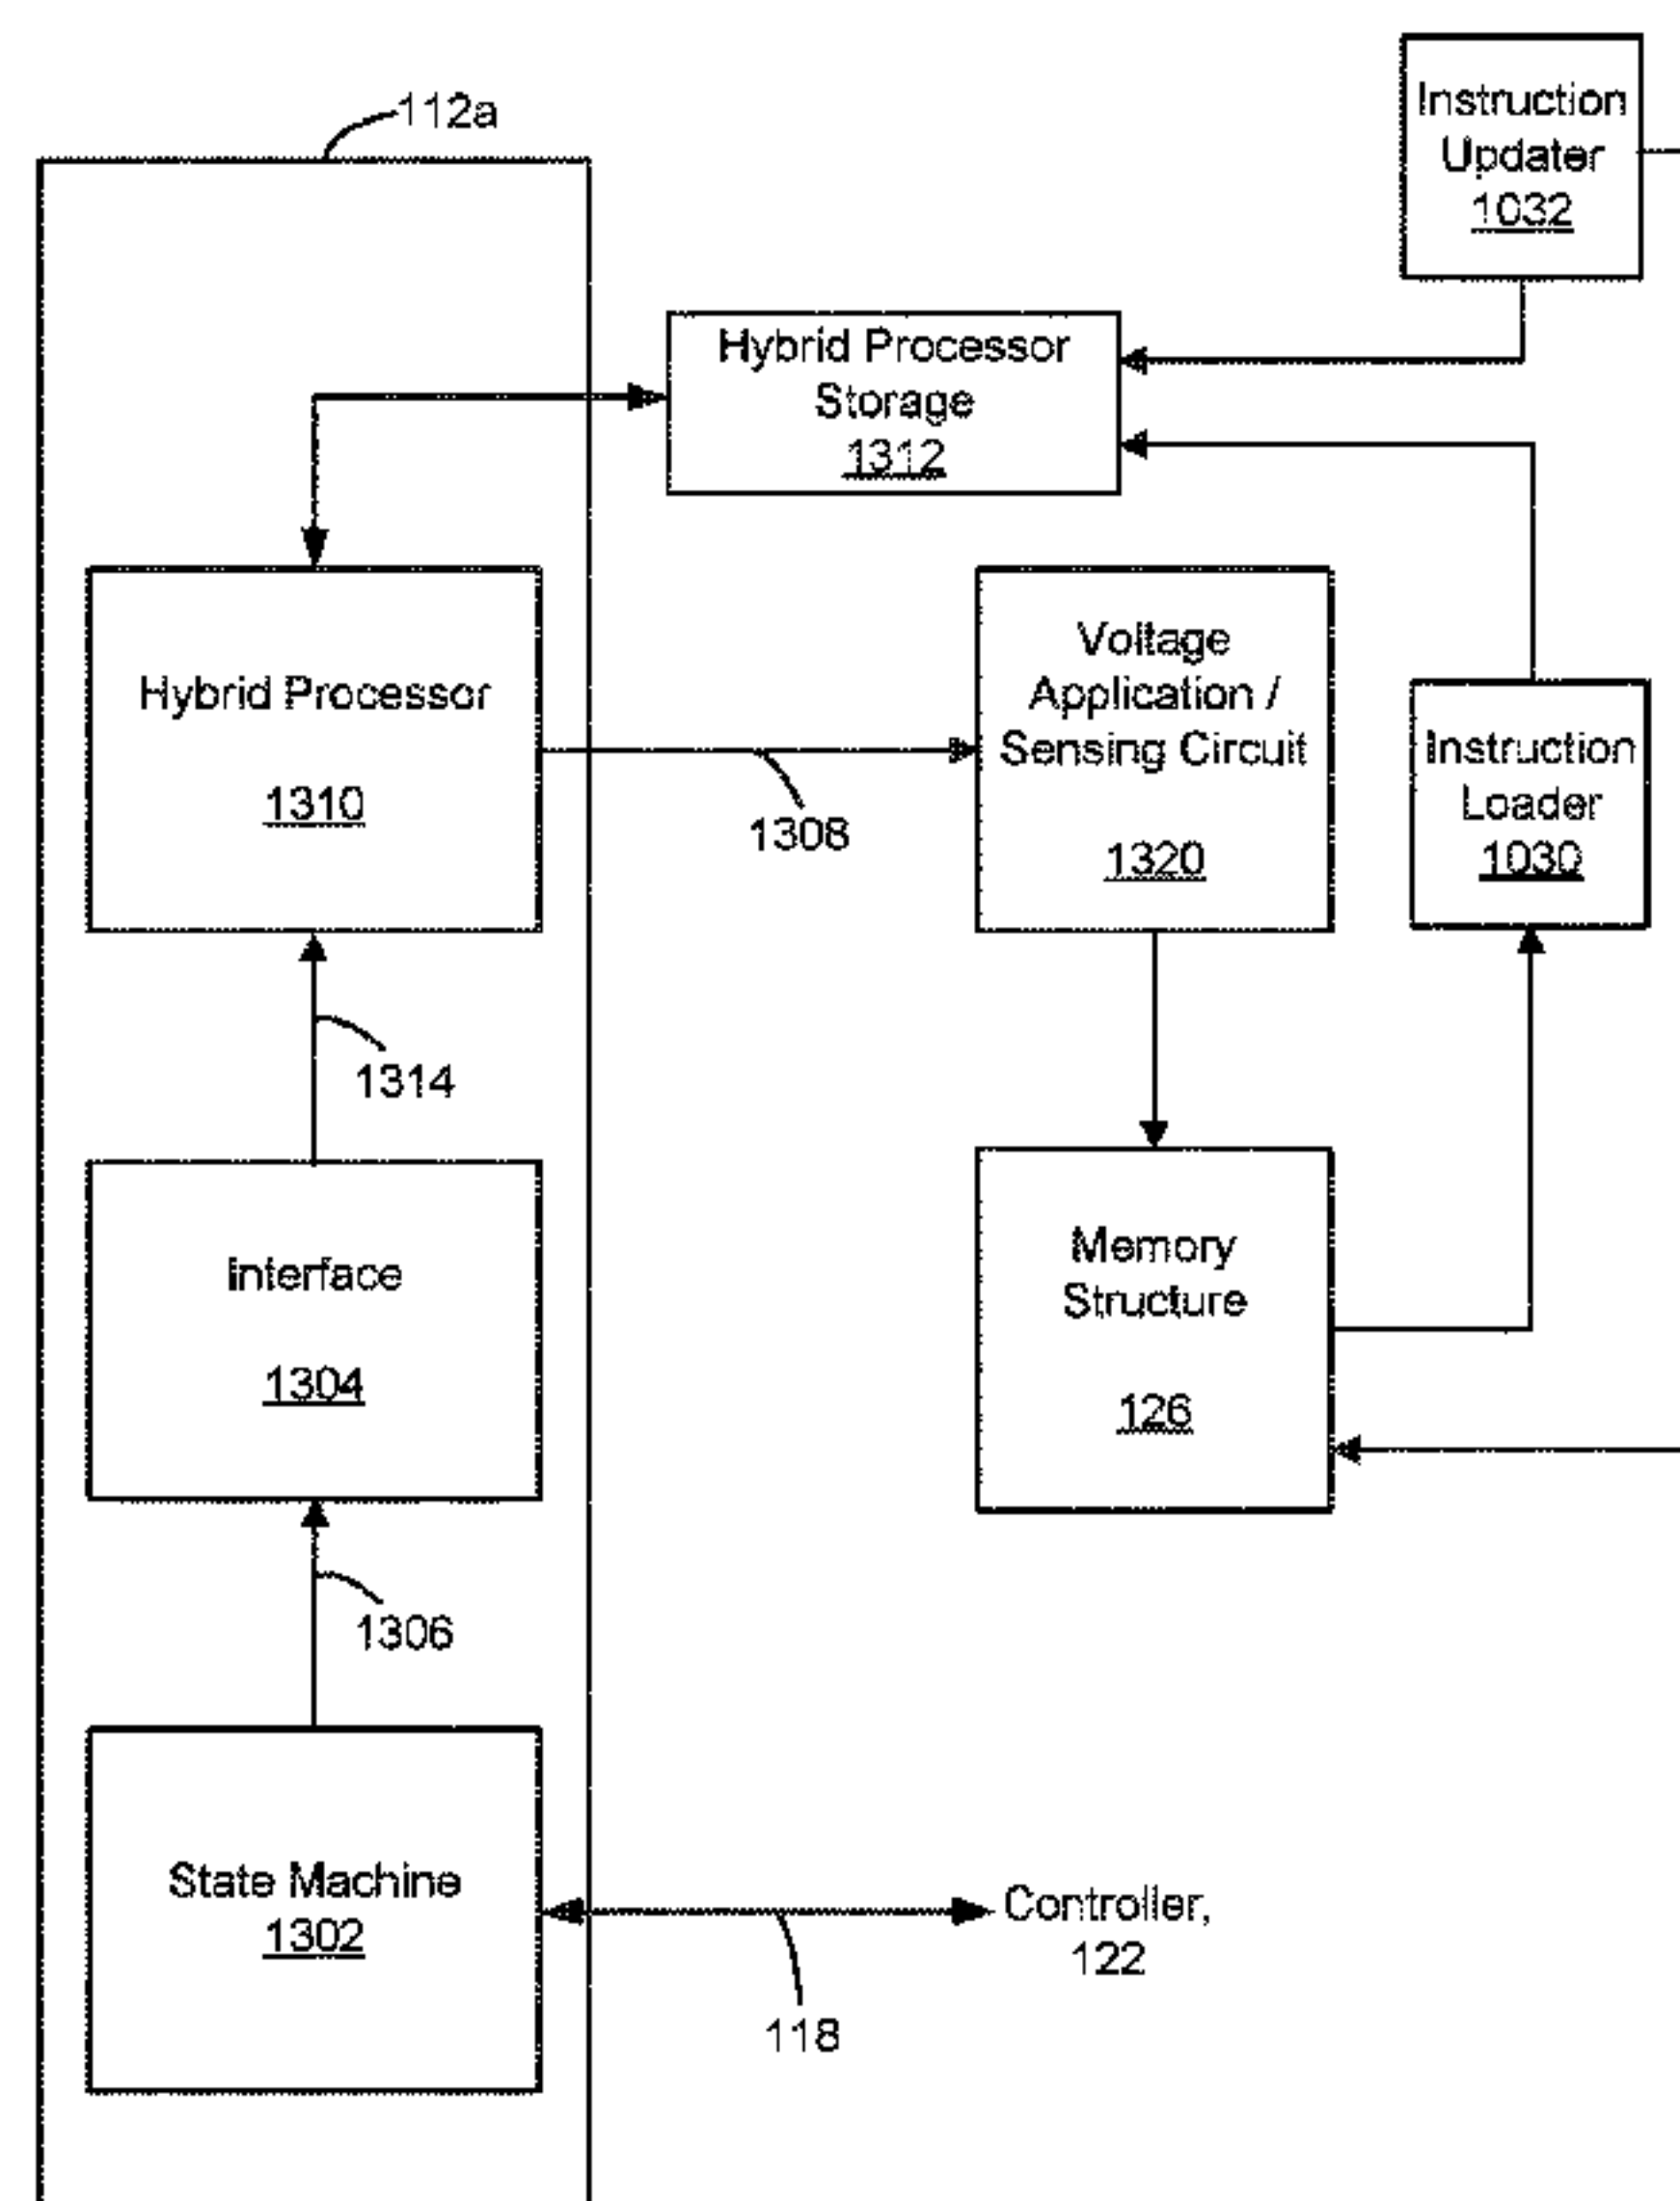 112a
Instruction
Updater
1032
Hybrid Processor
Storage
1312
Hybrid Processor
1310
1308
Voltage
Application /
Sensing Circuit
1320
Instruction
Loader
1030
1314
Interface
1304
Memory
Structure
126
1306
State Machine
1302
118
Controller,
122